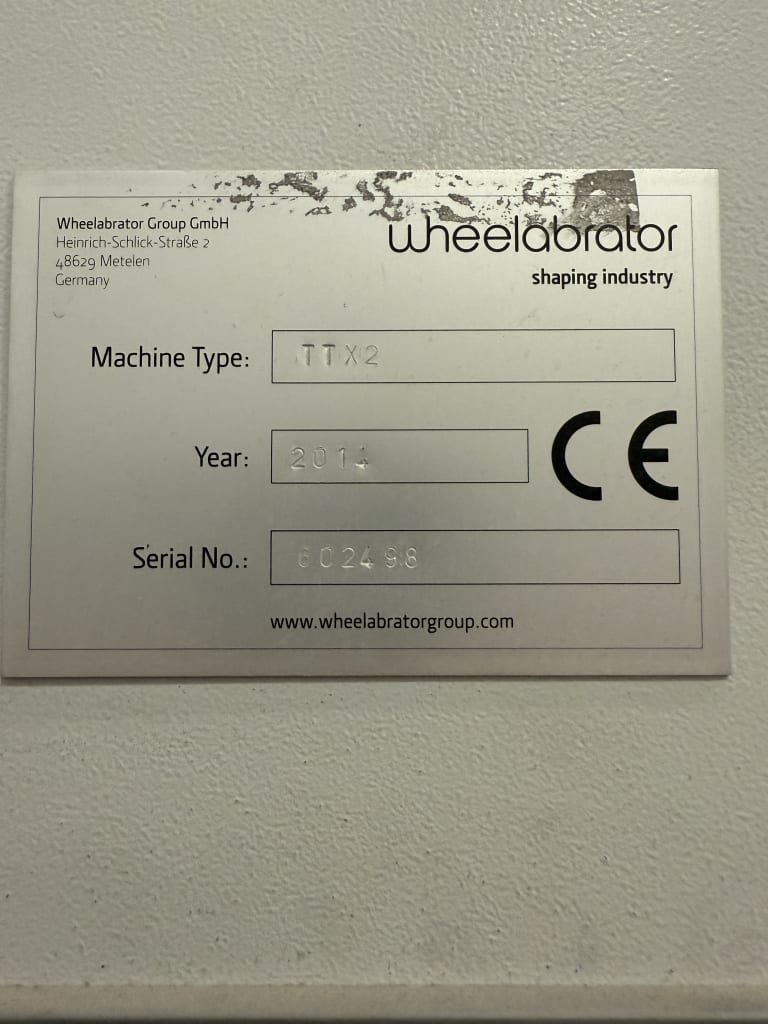 Wheelabrator Group GmbH
Heinrich-Schlick-Straße 2
48629 Metelen
Germany
wheelabrator
shaping industry
Machine Type: TTX2
Year: 2014
CE
Serial No.: 602498
www.wheelabratorgroup.com